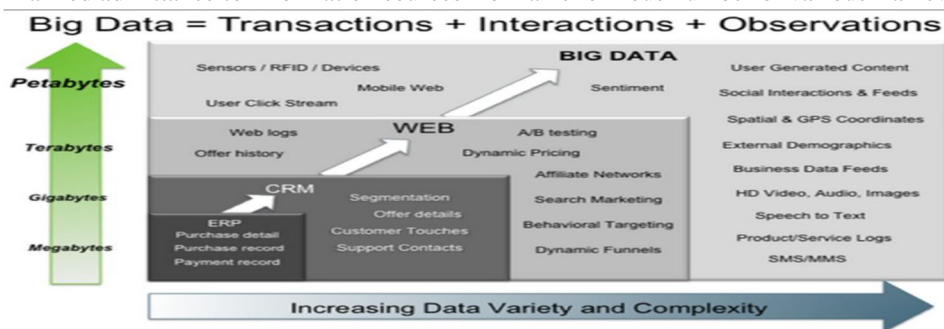 Big Data = Transactions + Interactions + Observations
BIG DATA
Sensors / RFID / Devices
Mobile Web
Sentiment
User Click Stream
User Generated Content
Social Interactions & Feeds
Spatial & GPS Coordinates
External Demographics
Business Data Feeds
HD Video, Audio, Images
Speech to Text
Product/Service Logs
SMS/MMS
WEB
Web logs
A/B testing
Offer history
Dynamic Pricing
Affiliate Networks
Search Marketing
Behavioral Targeting
Dynamic Funnels
CRM
Segmentation
Offer details
Customer Touches
Support Contacts
ERP
Purchase detail
Purchase record
Payment record
Petabytes
Terabytes
Gigabytes
Megabytes
Increasing Data Variety and Complexity